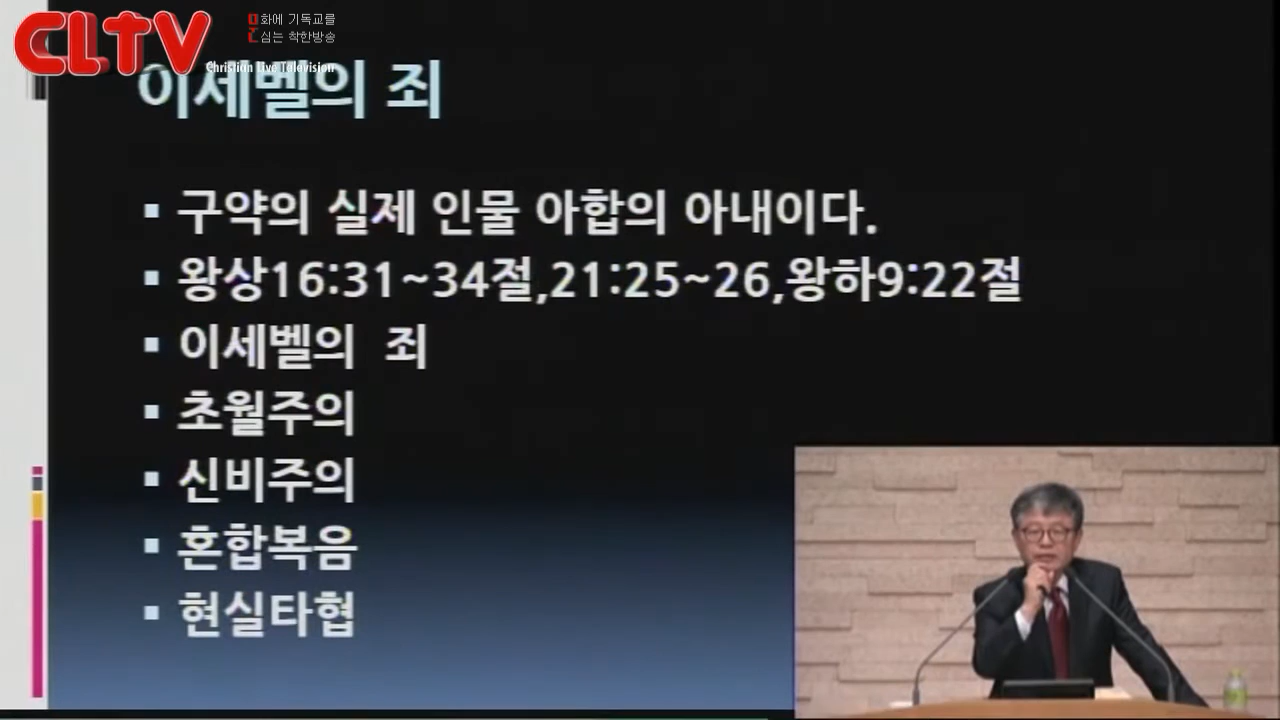 CLTV
문화에 기독교를
심는 착한방송
Christian Live Television
이세벨의 죄
▪ 구약의 실제 인물 아합의 아내이다.
▪ 왕상16:31~34절,21:25~26,왕하9:22절
▪ 이세벨의 죄
▪ 초월주의
▪ 신비주의
▪ 혼합복음
▪ 현실타협